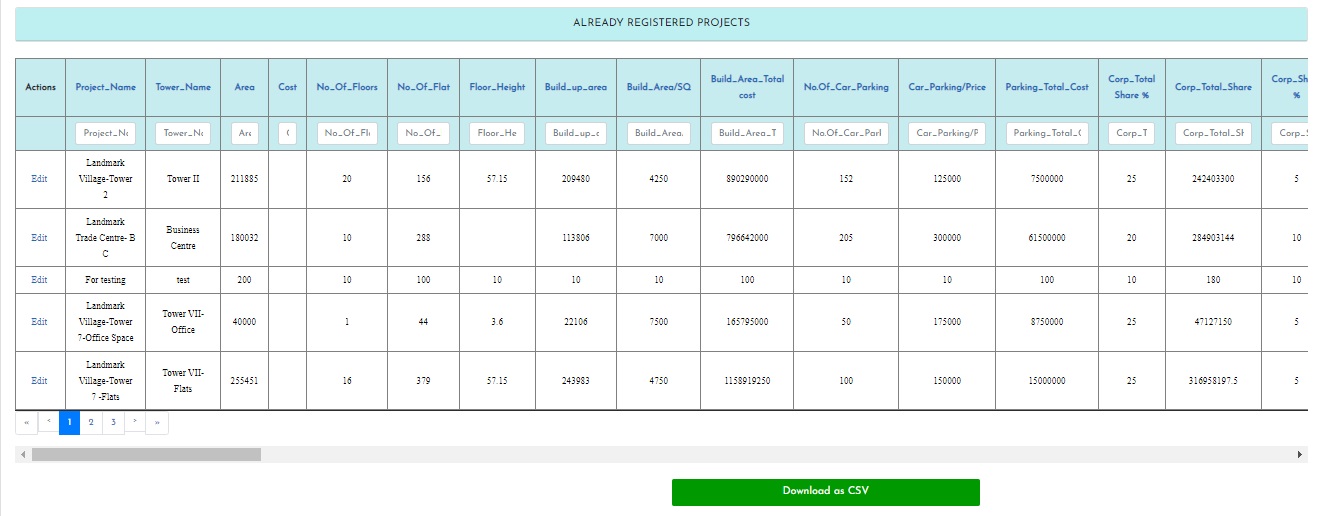 ALREADY REGISTERED PROJECTS
Actions Project_Name Tower_Name Area Cost No_Of_Floors No_Of_Flat Floor_Height Build_up_area Build_Area/SQ Build_Area_Total cost No.Of_Car_Parking Car_Parking/Price Parking_Total_Cost Corp_Total Share % Corp_Total_Share Corp_Sh %
Project_Na Tower_Na Are ( No_Of_Flo No_Of_ Floor_He Build_up_a Build_Area, Build_Area_T No.Of_Car_Parl Car_Parking/P Parking_Total_( Corp_T Corp_Total_Sh Corp_S
Edit Landmark Village-Tower 2 Tower II 211885 20 156 57.15 209480 4250 890290000 152 125000 7500000 25 242403300 5
Edit Landmark Trade Centre- B C Business Centre 180032 10 288 113806 7000 796642000 205 300000 61500000 20 284903144 10
Edit For testing test 200 10 100 10 10 10 100 10 10 100 10 180 10
Edit Landmark Village-Tower 7-Office Space Tower VII- Office 40000 1 44 3.6 22106 7500 165795000 50 175000 8750000 25 47127150 5
Edit Landmark Village-Tower 7 -Flats Tower VII- Flats 255451 16 379 57.15 243983 4750 1158919250 100 150000 15000000 25 316958197.5 5
« ‹ 1 2 3 › »
Download as CSV